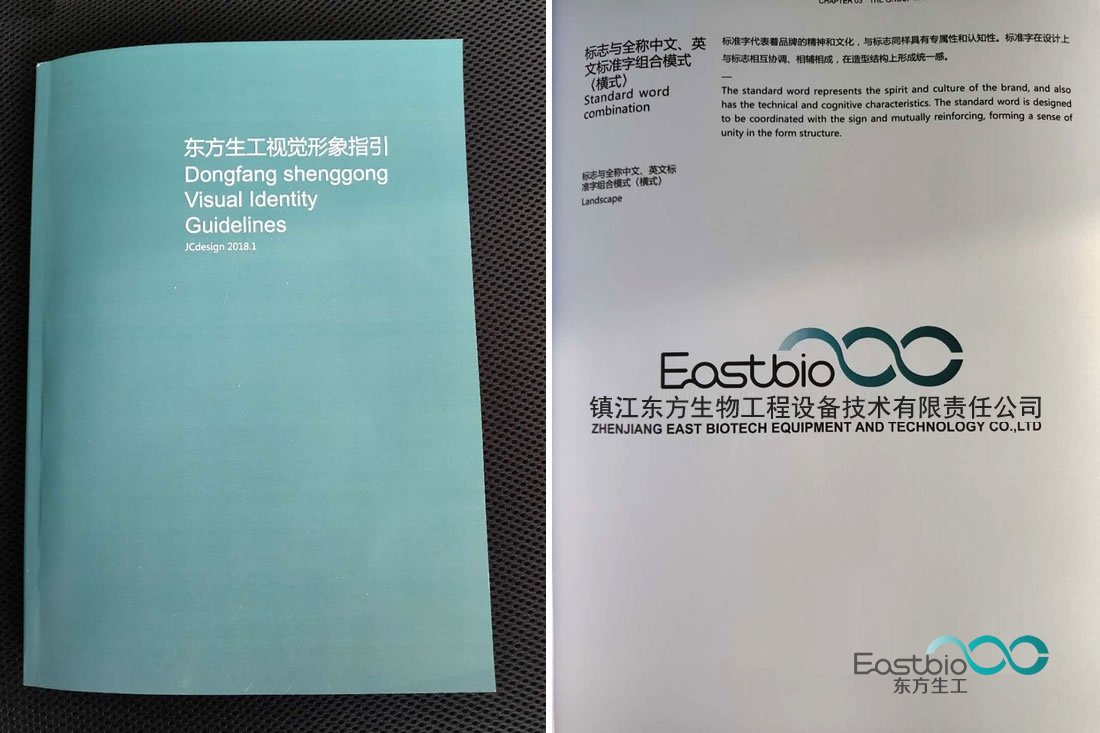 东方生工视觉形象指引
Dongfang shenggong
Visual Identity
Guidelines
JCdesign 2018.1
标志与全称中文、英
文标准字组合模式
（横式）
Standard word
combination
标准字代表着品牌的精神和文化，与标志同样具有专属性和认知性。标准字在设计上
与标志相互协调、相辅相成，在造型结构上形成统一感。
The standard word represents the spirit and culture of the brand, and also
has the technical and cognitive characteristics. The standard word is designed
to be coordinated with the sign and mutually reinforcing, forming a sense of
unity in the form structure.
标志与全称中文、英文标
准字组合模式（横式）
Landscape
Eastbio
镇江东方生物工程设备技术有限责任公司
ZHENJIANG EAST BIOTECH EQUIPMENT AND TECHNOLOGY CO.,LTD
Eastbio
东方生工